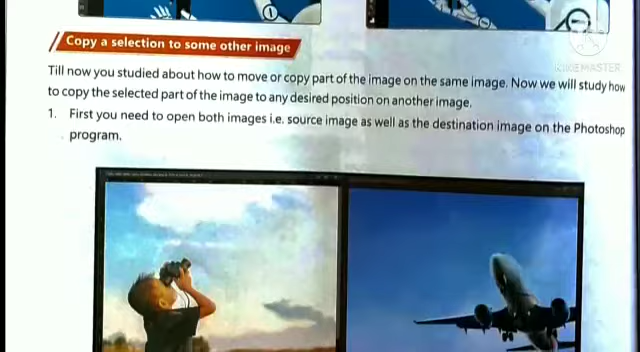 Copy a selection to some other image
KINEMASTER
Till now you studied about how to move or copy part of the image on the same image. Now we will study how
to copy the selected part of the image to any desired position on another image.
1. First you need to open both images i.e. source image as well as the destination image on the Photoshop
program.